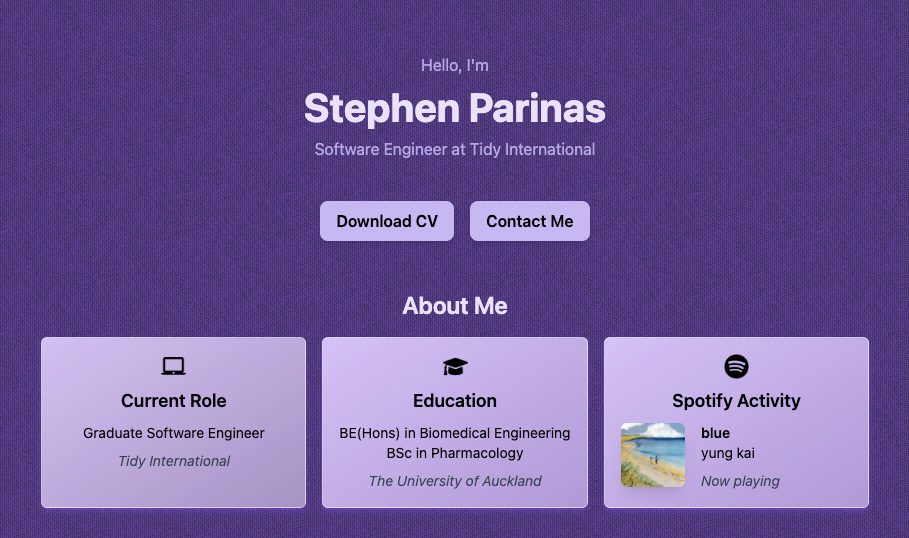 Hello, I'm
Stephen Parinas
Software Engineer at Tidy International
Download CV
Contact Me
About Me
Current Role
Graduate Software Engineer
Tidy International
Education
BE(Hons) in Biomedical Engineering
BSc in Pharmacology
The University of Auckland
Spotify Activity
blue
yung kai
Now playing